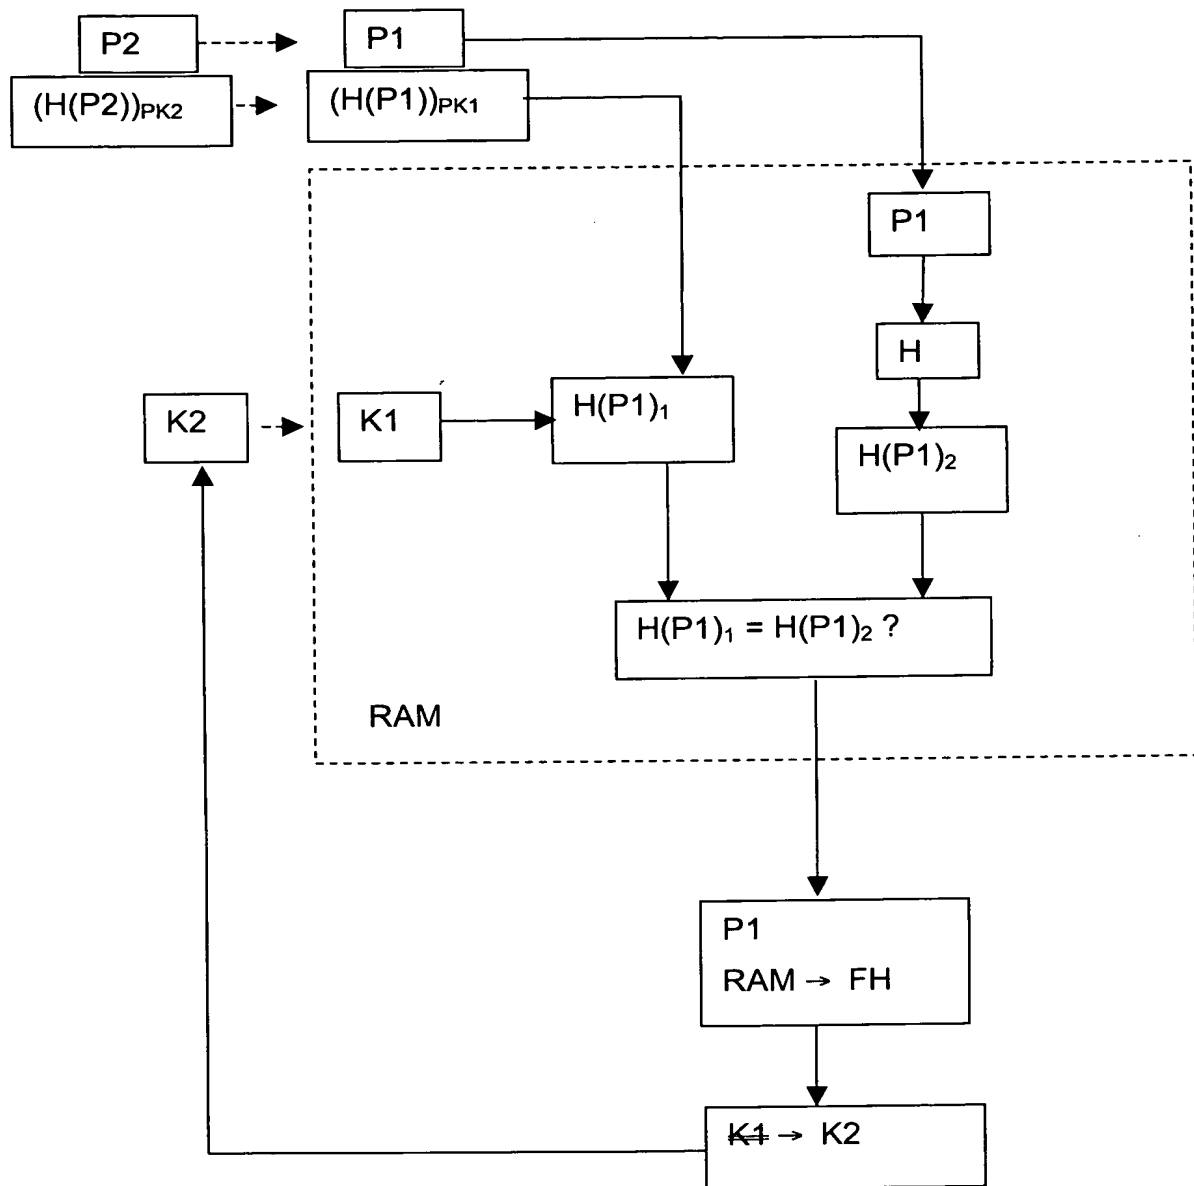 P2
P1
(H(P2))PK2
(H(P1))PK1
P1
H
K2
K1
H(P1)₁
H(P1)₂
H(P1)₁ = H(P1)₂ ?
RAM
P1
RAM → FH
K1 → K2